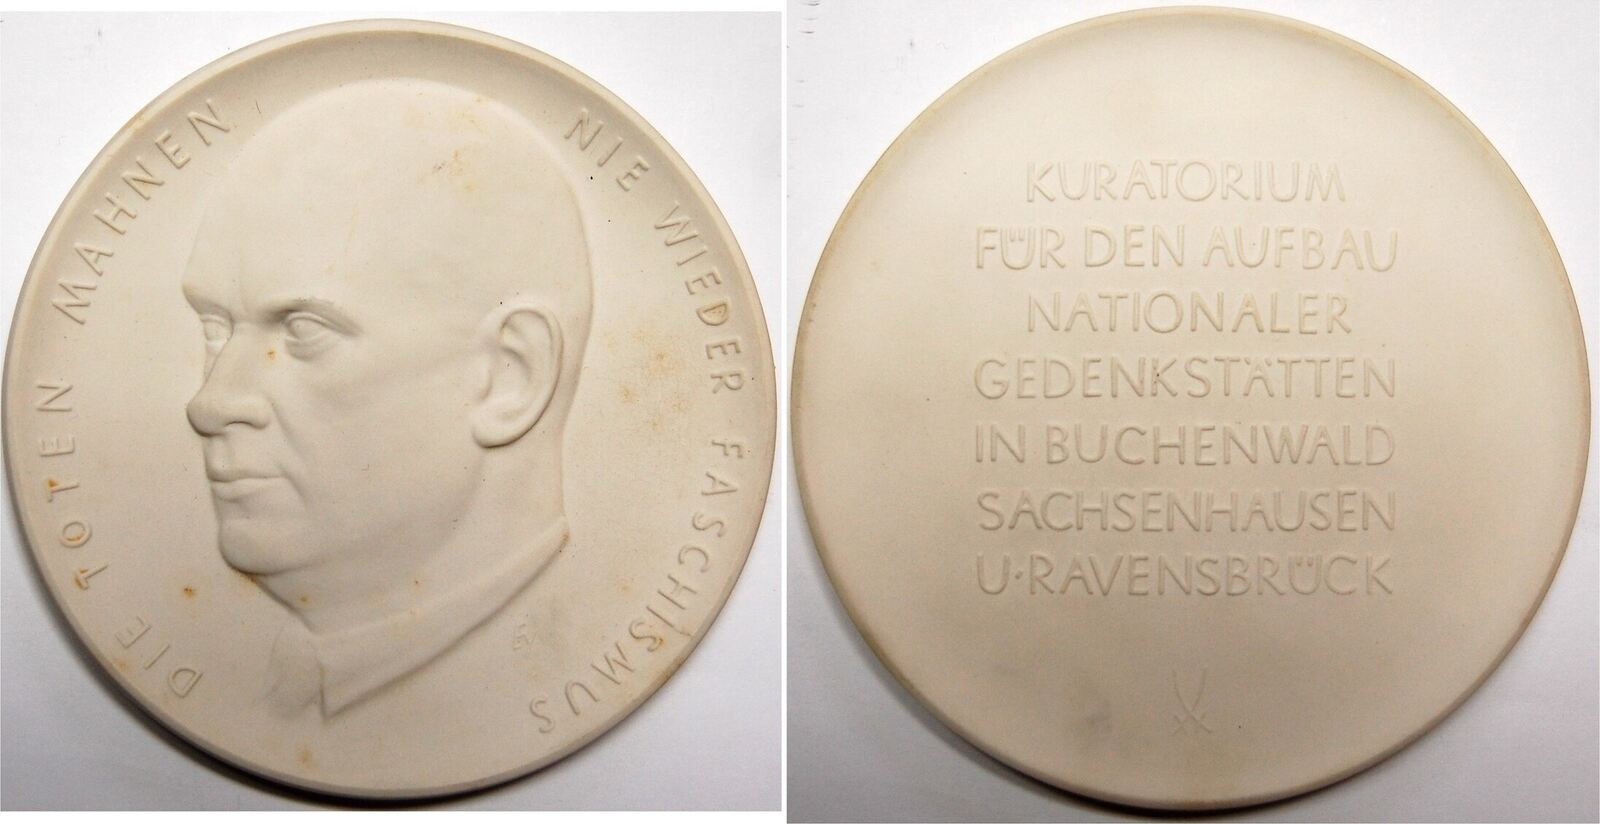 DIE TOTEN MAHNEN
NIE WIEDER FASCHISMUS
KURATORIUM
FÜR DEN AUFBAU
NATIONALER
GEDENKSTÄTTEN
IN BUCHENWALD
SACHSENHAUSEN
U·RAVENSBRÜCK